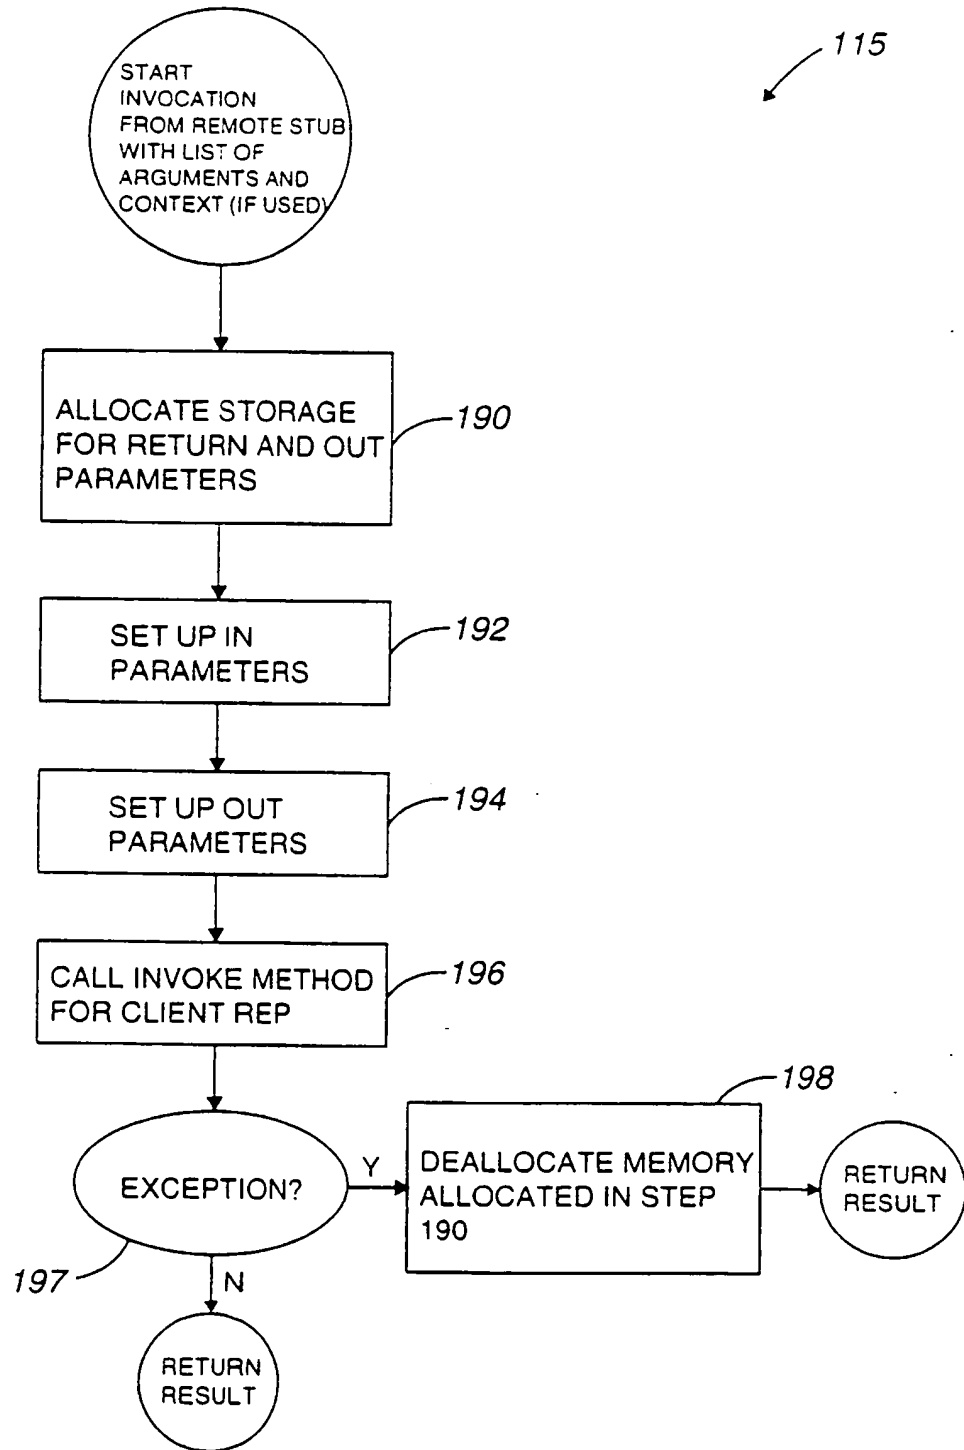 115
START
INVOCATION
FROM REMOTE STUB
WITH LIST OF
ARGUMENTS AND
CONTEXT (IF USED)
ALLOCATE STORAGE
FOR RETURN AND OUT
PARAMETERS
190
SET UP IN
PARAMETERS
192
SET UP OUT
PARAMETERS
194
CALL INVOKE METHOD
FOR CLIENT REP
196
EXCEPTION?
197
Y
DEALLOCATE MEMORY
ALLOCATED IN STEP
190
198
RETURN
RESULT
N
RETURN
RESULT